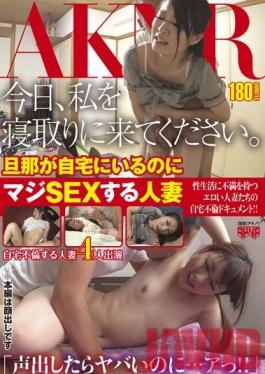 AKNR
180
今日、私を
寝取りに来てください。
旦那が自宅にいるのに
マジSEXする人妻
性生活に不満を持つ
エロい人妻たちの
自宅不倫ドキュメント!!
AKNR
自宅不倫する人妻4人出演
※本編は顔出しです
「声出したらヤバいのに…アっ!!」